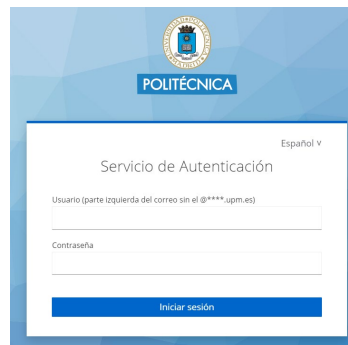 POLITÉCNICA
Español ˅
Servicio de Autenticación
Usuario (parte izquierda del correo sin el @****.upm.es)
Contraseña
Iniciar sesión